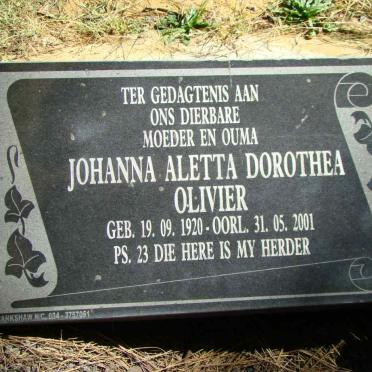 TER GEDAGTENIS AAN
ONS DIERBARE
MOEDER EN OUMA
JOHANNA ALETTA DOROTHEA
OLIVIER
GEB. 19. 09. 1920 - OORL. 31. 05. 2001
PS. 23 DIE HERE IS MY HERDER